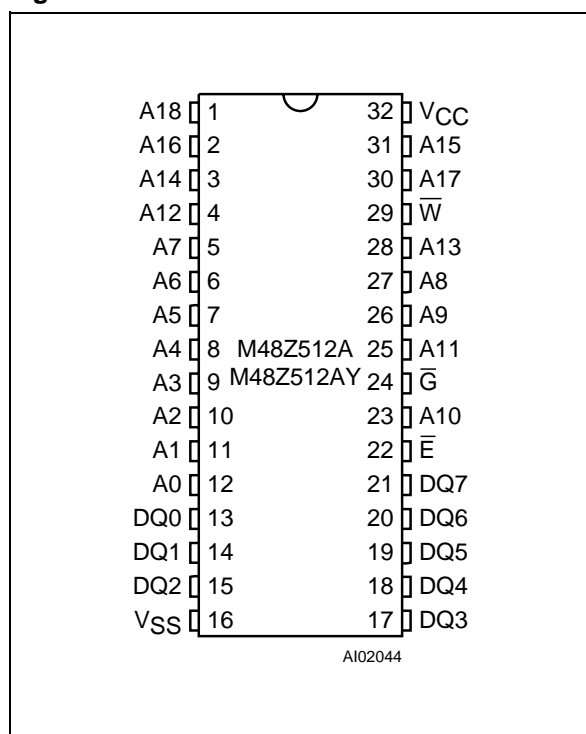 A18 1 32 VCC
A16 2 31 A15
A14 3 30 A17
A12 4 29 W̅
A7 5 28 A13
A6 6 27 A8
A5 7 26 A9
A4 8 M48Z512A 25 A11
A3 9 M48Z512AY 24 G̅
A2 10 23 A10
A1 11 22 E̅
A0 12 21 DQ7
DQ0 13 20 DQ6
DQ1 14 19 DQ5
DQ2 15 18 DQ4
VSS 16 17 DQ3
AI02044